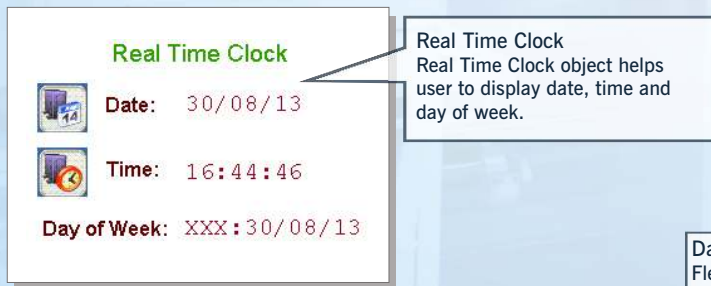 Real Time Clock
Date: 30/08/13
Time: 16:44:46
Day of Week: XXX:30/08/13
Real Time Clock
Real Time Clock object helps
user to display date, time and
day of week.